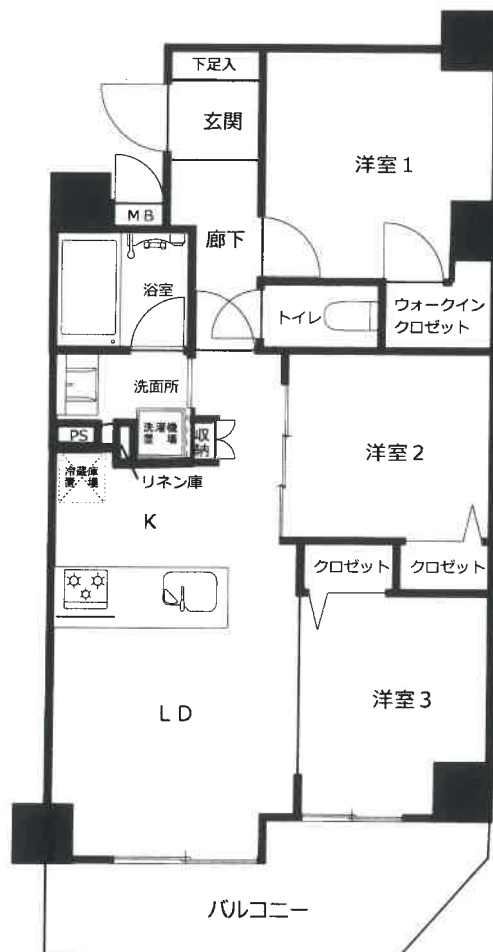 下足入
玄関
洋室1
MB
廊下
浴室
トイレ
ウォークイン
クロゼット
洗面所
洗濯機
置場
収納
PS
リネン庫
洋室2
冷蔵庫
置場
K
クロゼット
クロゼット
LD
洋室3
バルコニー